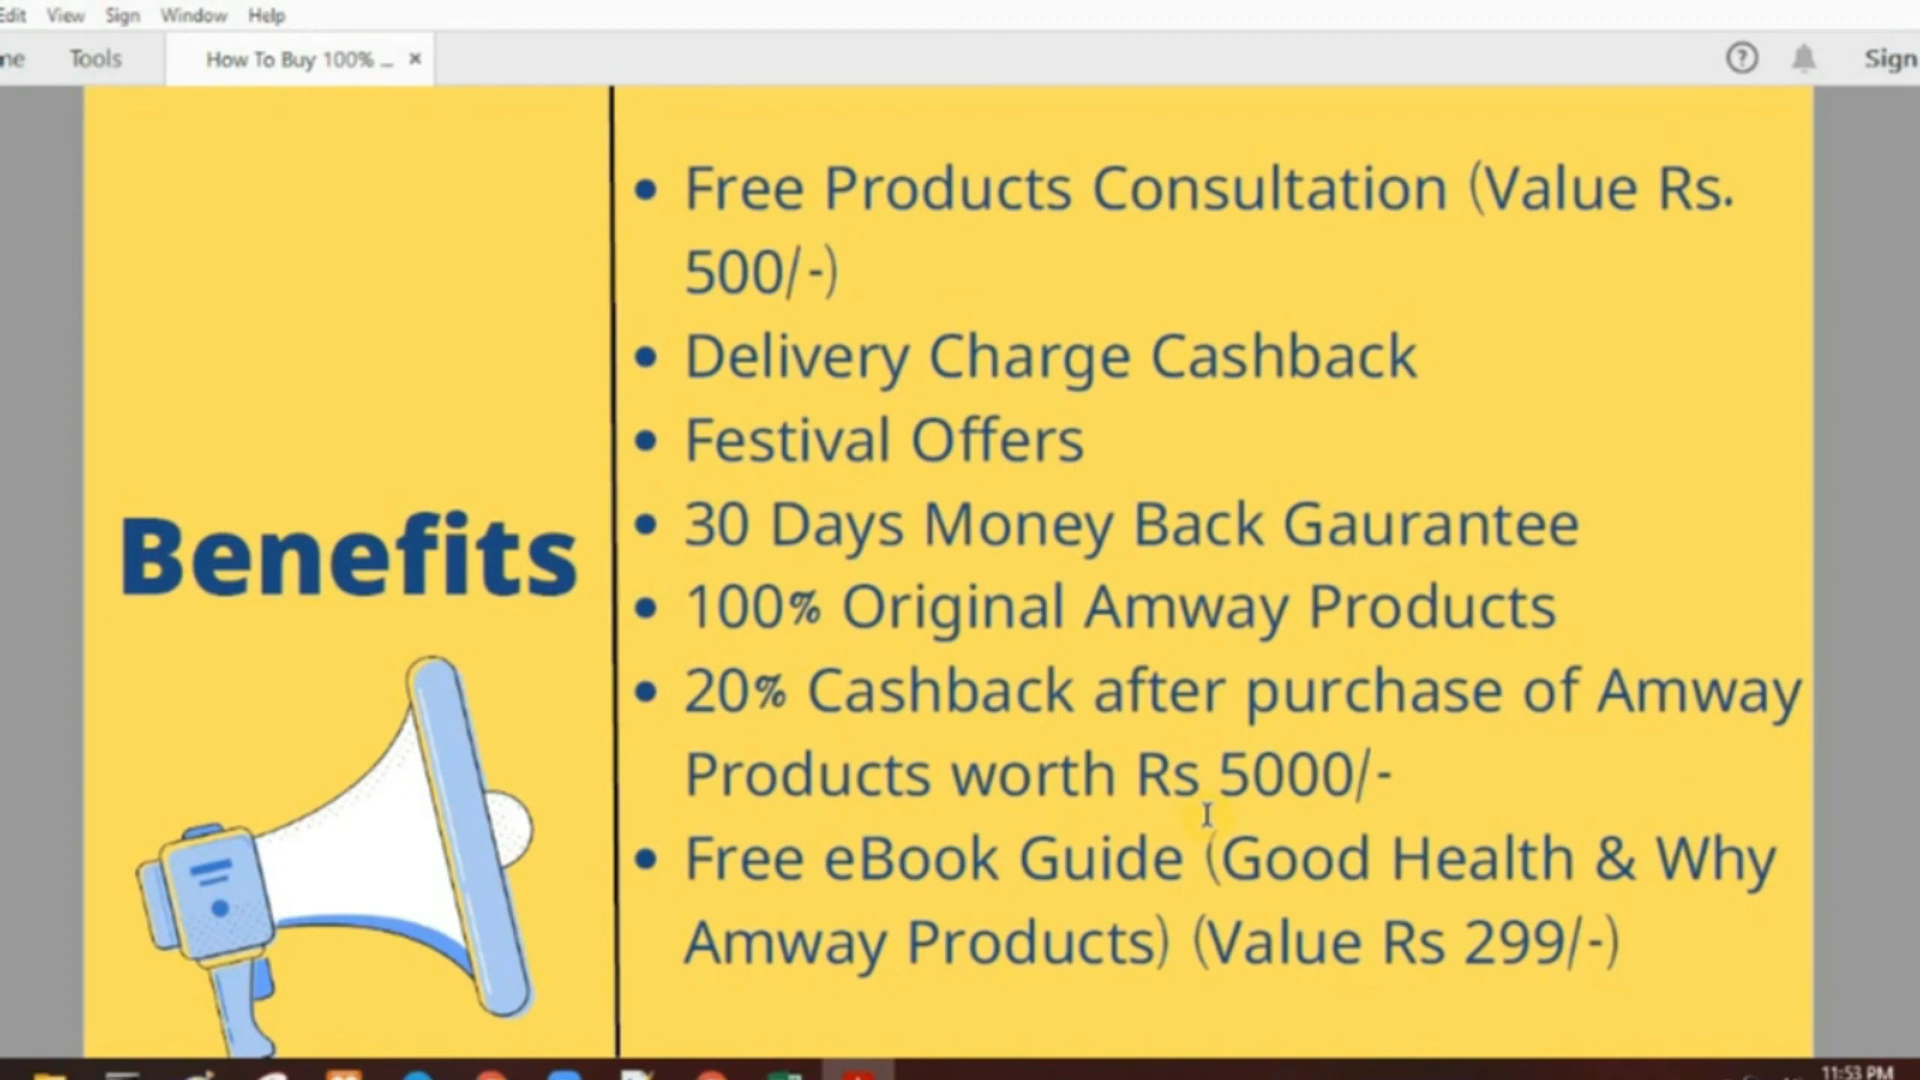 Edit View Sign Window Help
me Tools How To Buy 100% ... × ? Sign
Benefits
• Free Products Consultation (Value Rs.
500/-)
• Delivery Charge Cashback
• Festival Offers
• 30 Days Money Back Gaurantee
• 100% Original Amway Products
• 20% Cashback after purchase of Amway
Products worth Rs 5000/-
• Free eBook Guide (Good Health & Why
Amway Products) (Value Rs 299/-)
11:53 PM